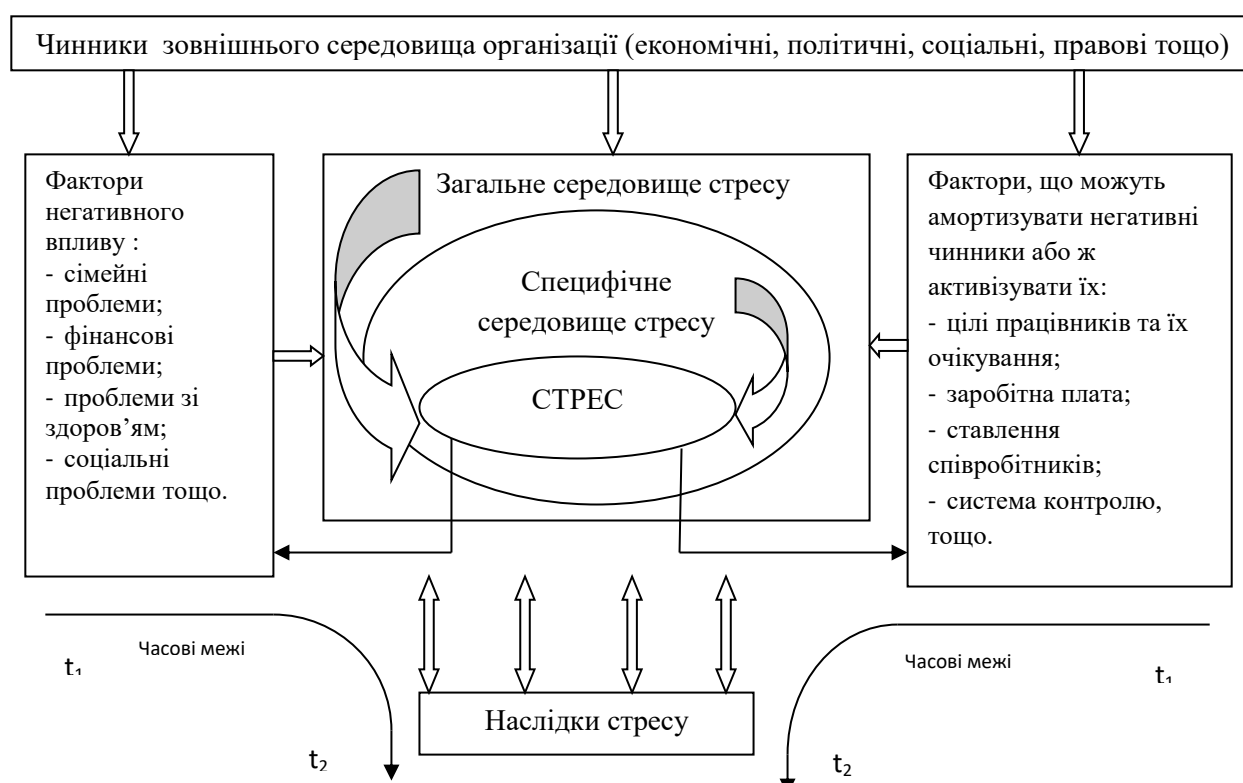 Чинники зовнішнього середовища організації (економічні, політичні, соціальні, правові тощо)
Фактори
негативного
впливу :
- сімейні
проблеми;
- фінансові
проблеми;
- проблеми зі
здоров’ям;
- соціальні
проблеми тощо.
Загальне середовище стресу
Специфічне
середовище стресу
СТРЕС
Фактори, що можуть
амортизувати негативні
чинники або ж
активізувати їх:
- цілі працівників та їх
очікування;
- заробітна плата;
- ставлення
співробітників;
- система контролю,
тощо.
Часові межі
t₁
t₂
Наслідки стресу
Часові межі
t₁
t₂